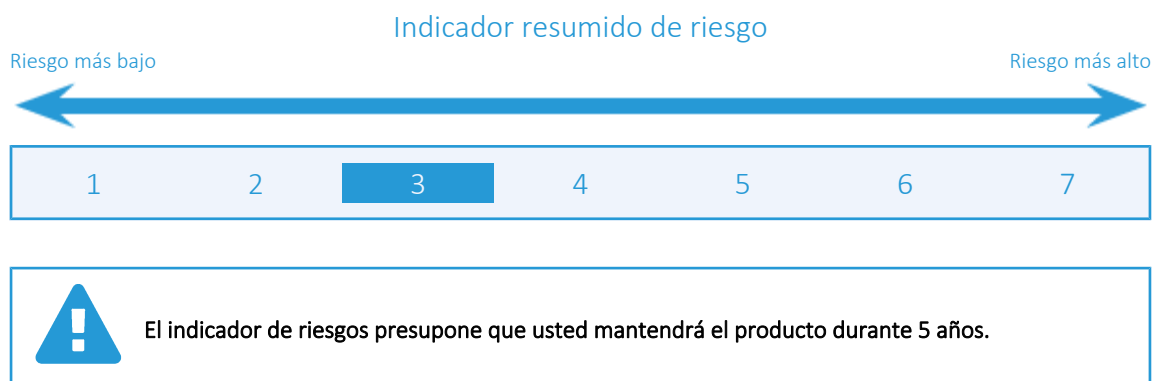 Indicador resumido de riesgo
Riesgo más bajo Riesgo más alto
1 2 3 4 5 6 7
El indicador de riesgos presupone que usted mantendrá el producto durante 5 años.